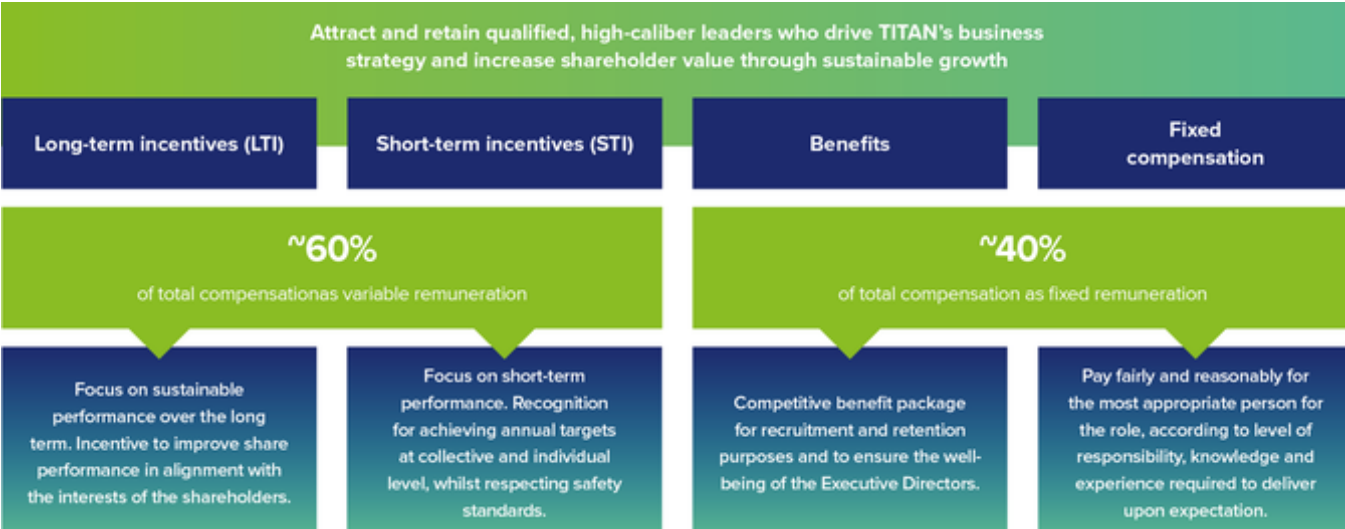 Attract and retain qualified, high-caliber leaders who drive TITAN's business
strategy and increase shareholder value through sustainable growth
Long-term incentives (LTI)
Short-term incentives (STI)
Benefits
Fixed
compensation
~60%
of total compensationas variable remuneration
~40%
of total compensation as fixed remuneration
Focus on sustainable
performance over the long
term. Incentive to improve share
performance in alignment with
the interests of the shareholders.
Focus on short-term
performance. Recognition
for achieving annual targets
at collective and individual
level, whilst respecting safety
standards.
Competitive benefit package
for recruitment and retention
purposes and to ensure the well-
being of the Executive Directors.
Pay fairly and reasonably for
the most appropriate person for
the role, according to level of
responsibility, knowledge and
experience required to deliver
upon expectation.